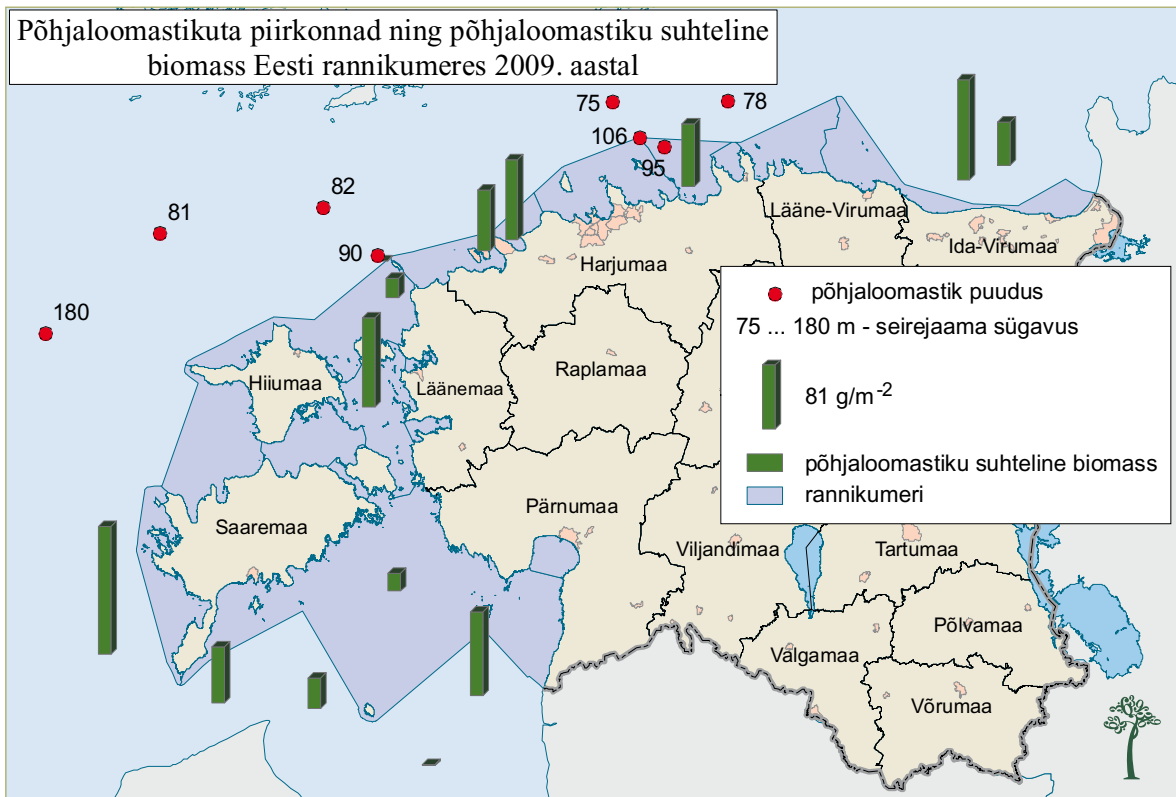 Põhjaloomastikuta piirkonnad ning põhjaloomastiku suhteline
biomass Eesti rannikumeres 2009. aastal
75
78
106
95
82
81
90
180
Lääne-Virumaa
Ida-Virumaa
Harjumaa
Hiiumaa
Läänemaa
Raplamaa
Saaremaa
Pärnumaa
Viljandimaa
Tartumaa
Põlvamaa
Valgamaa
Võrumaa
põhjaloomastik puudus
75 ... 180 m - seirejaama sügavus
81 g/m-2
põhjaloomastiku suhteline biomass
rannikumeri